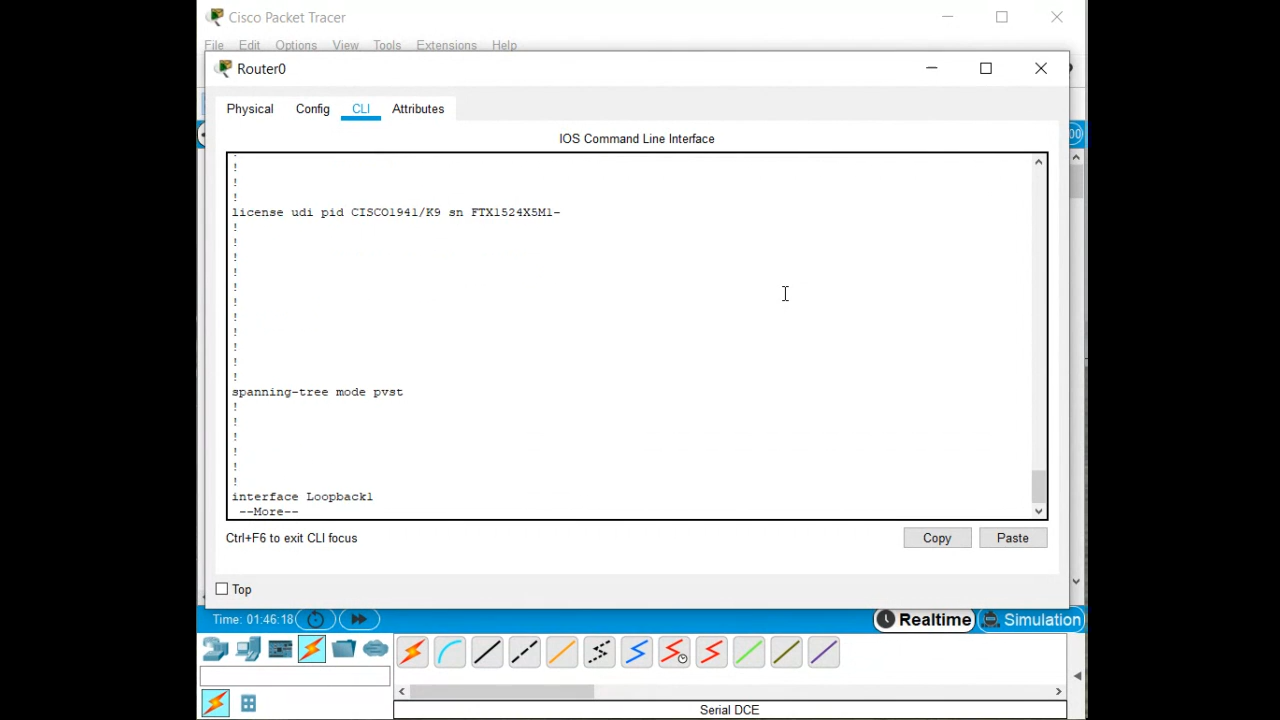 Cisco Packet Tracer
File Edit Options View Tools Extensions Help
Router0
Physical Config CLI Attributes
IOS Command Line Interface
!
!
!
!
license udi pid CISCO1941/K9 sn FTX1524X5M1-
!
!
!
!
!
!
!
!
!
!
!
spanning-tree mode pvst
!
!
!
!
!
!
interface Loopback1
--More--
Ctrl+F6 to exit CLI focus
Copy Paste
Top
Time: 01:46:18
Realtime Simulation
Serial DCE